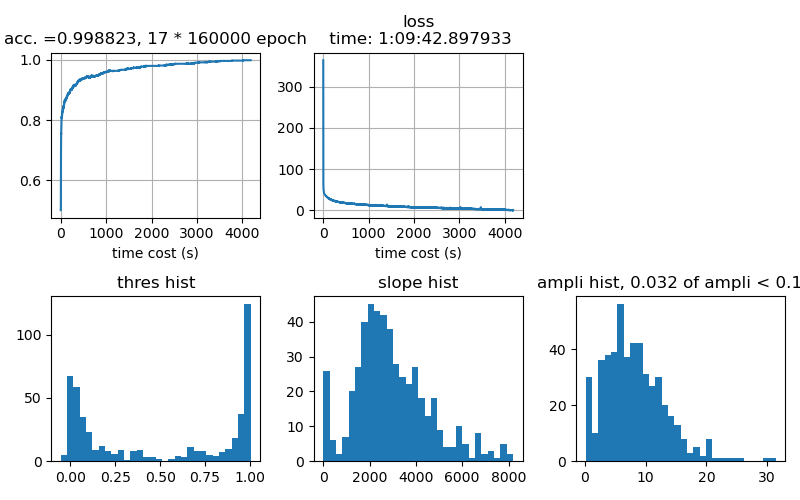 acc. =0.998823, 17 * 160000 epoch
loss
time: 1:09:42.897933
1.0
0.8
0.6
0 1000 2000 3000 4000
time cost (s)
300
200
100
0
0 1000 2000 3000 4000
time cost (s)
thres hist
100
50
0
0.00 0.25 0.50 0.75 1.00
slope hist
40
30
20
10
0
0 2000 4000 6000 8000
ampli hist, 0.032 of ampli < 0.1
40
20
0
0 10 20 30